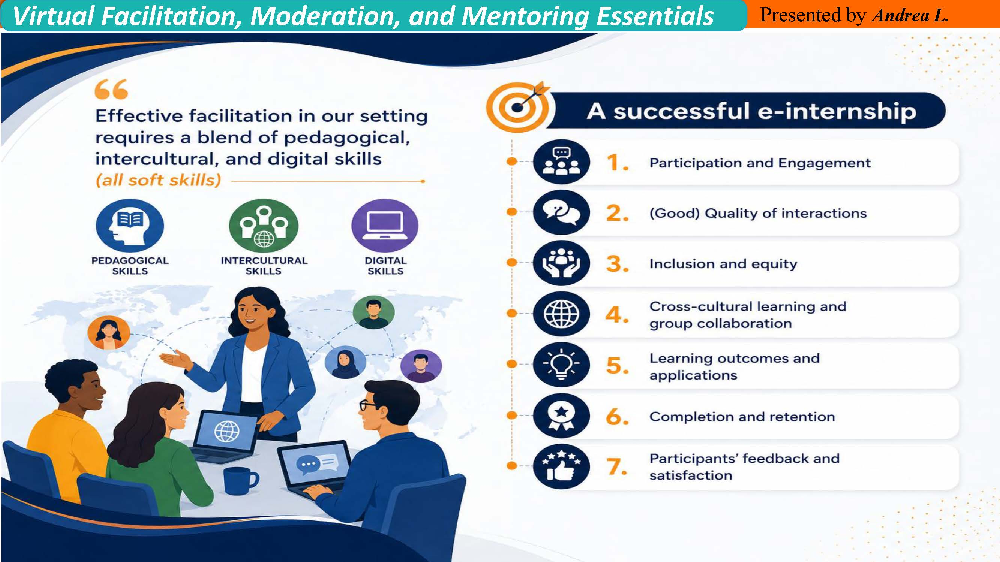 Virtual Facilitation, Moderation, and Mentoring Essentials
Presented by Andrea L.
“
Effective facilitation in our setting
requires a blend of pedagogical,
intercultural, and digital skills
(all soft skills)
PEDAGOGICAL
SKILLS
INTERCULTURAL
SKILLS
DIGITAL
SKILLS
A successful e-internship
1. Participation and Engagement
2. (Good) Quality of interactions
3. Inclusion and equity
4. Cross-cultural learning and
group collaboration
5. Learning outcomes and
applications
6. Completion and retention
7. Participants’ feedback and
satisfaction